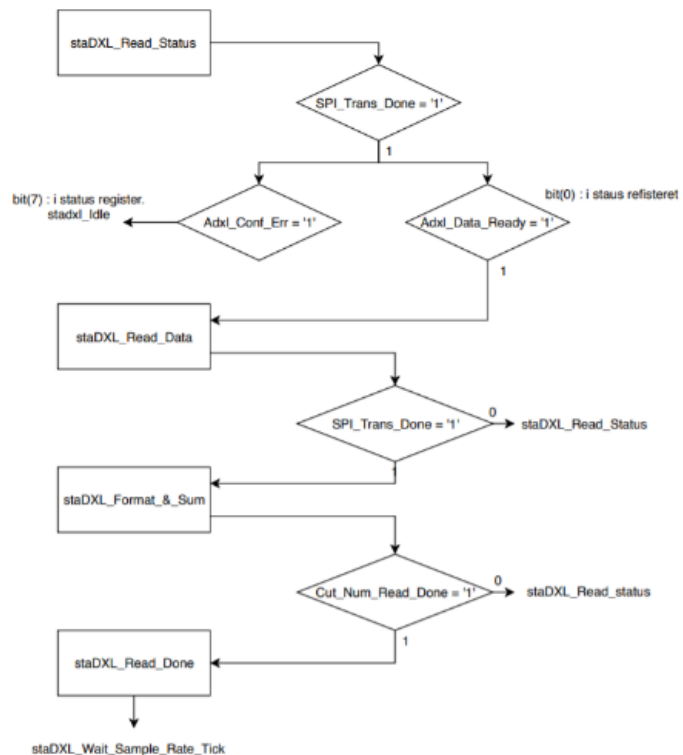 staDXL_Read_Status
SPI_Trans_Done = '1'
1
bit(7) : i status register.
stadxl_Idle
Adxl_Conf_Err = '1'
Adxl_Data_Ready = '1'
bit(0) : i staus refisteret
1
staDXL_Read_Data
SPI_Trans_Done = '1'
0
staDXL_Read_Status
1
staDXL_Format_&_Sum
Cut_Num_Read_Done = '1'
0
staDXL_Read_status
1
staDXL_Read_Done
staDXL_Wait_Sample_Rate_Tick